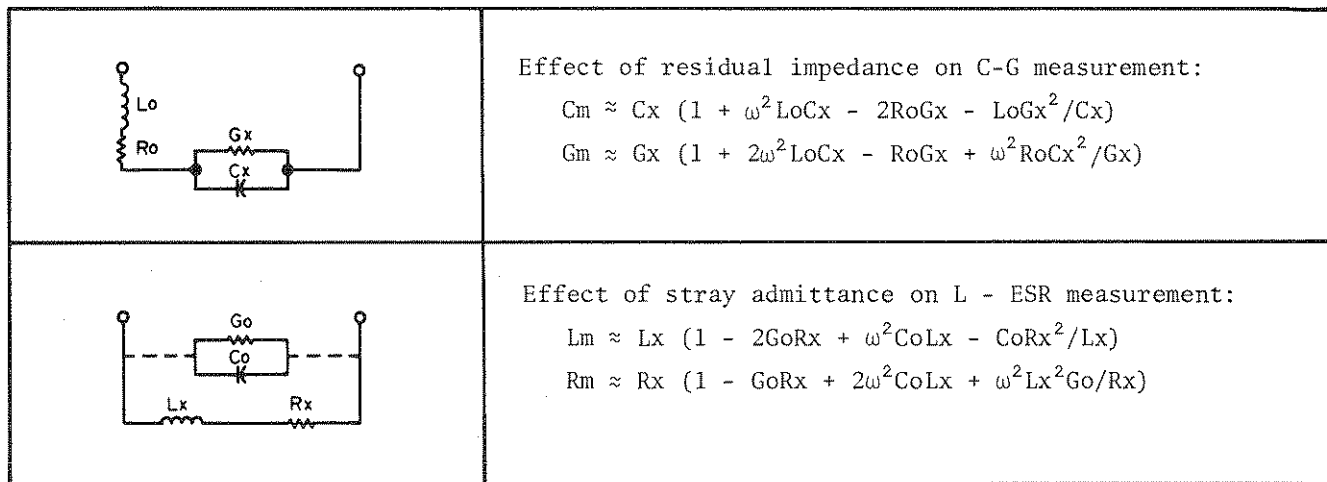 Lo
Ro
Gx
Cx
Effect of residual impedance on C-G measurement:
Cm ≈ Cx (1 + ω²LoCx - 2RoGx - LoGx²/Cx)
Gm ≈ Gx (1 + 2ω²LoCx - RoGx + ω²RoCx²/Gx)
Go
Co
Lx
Rx
Effect of stray admittance on L - ESR measurement:
Lm ≈ Lx (1 - 2GoRx + ω²CoLx - CoRx²/Lx)
Rm ≈ Rx (1 - GoRx + 2ω²CoLx + ω²Lx²Go/Rx)